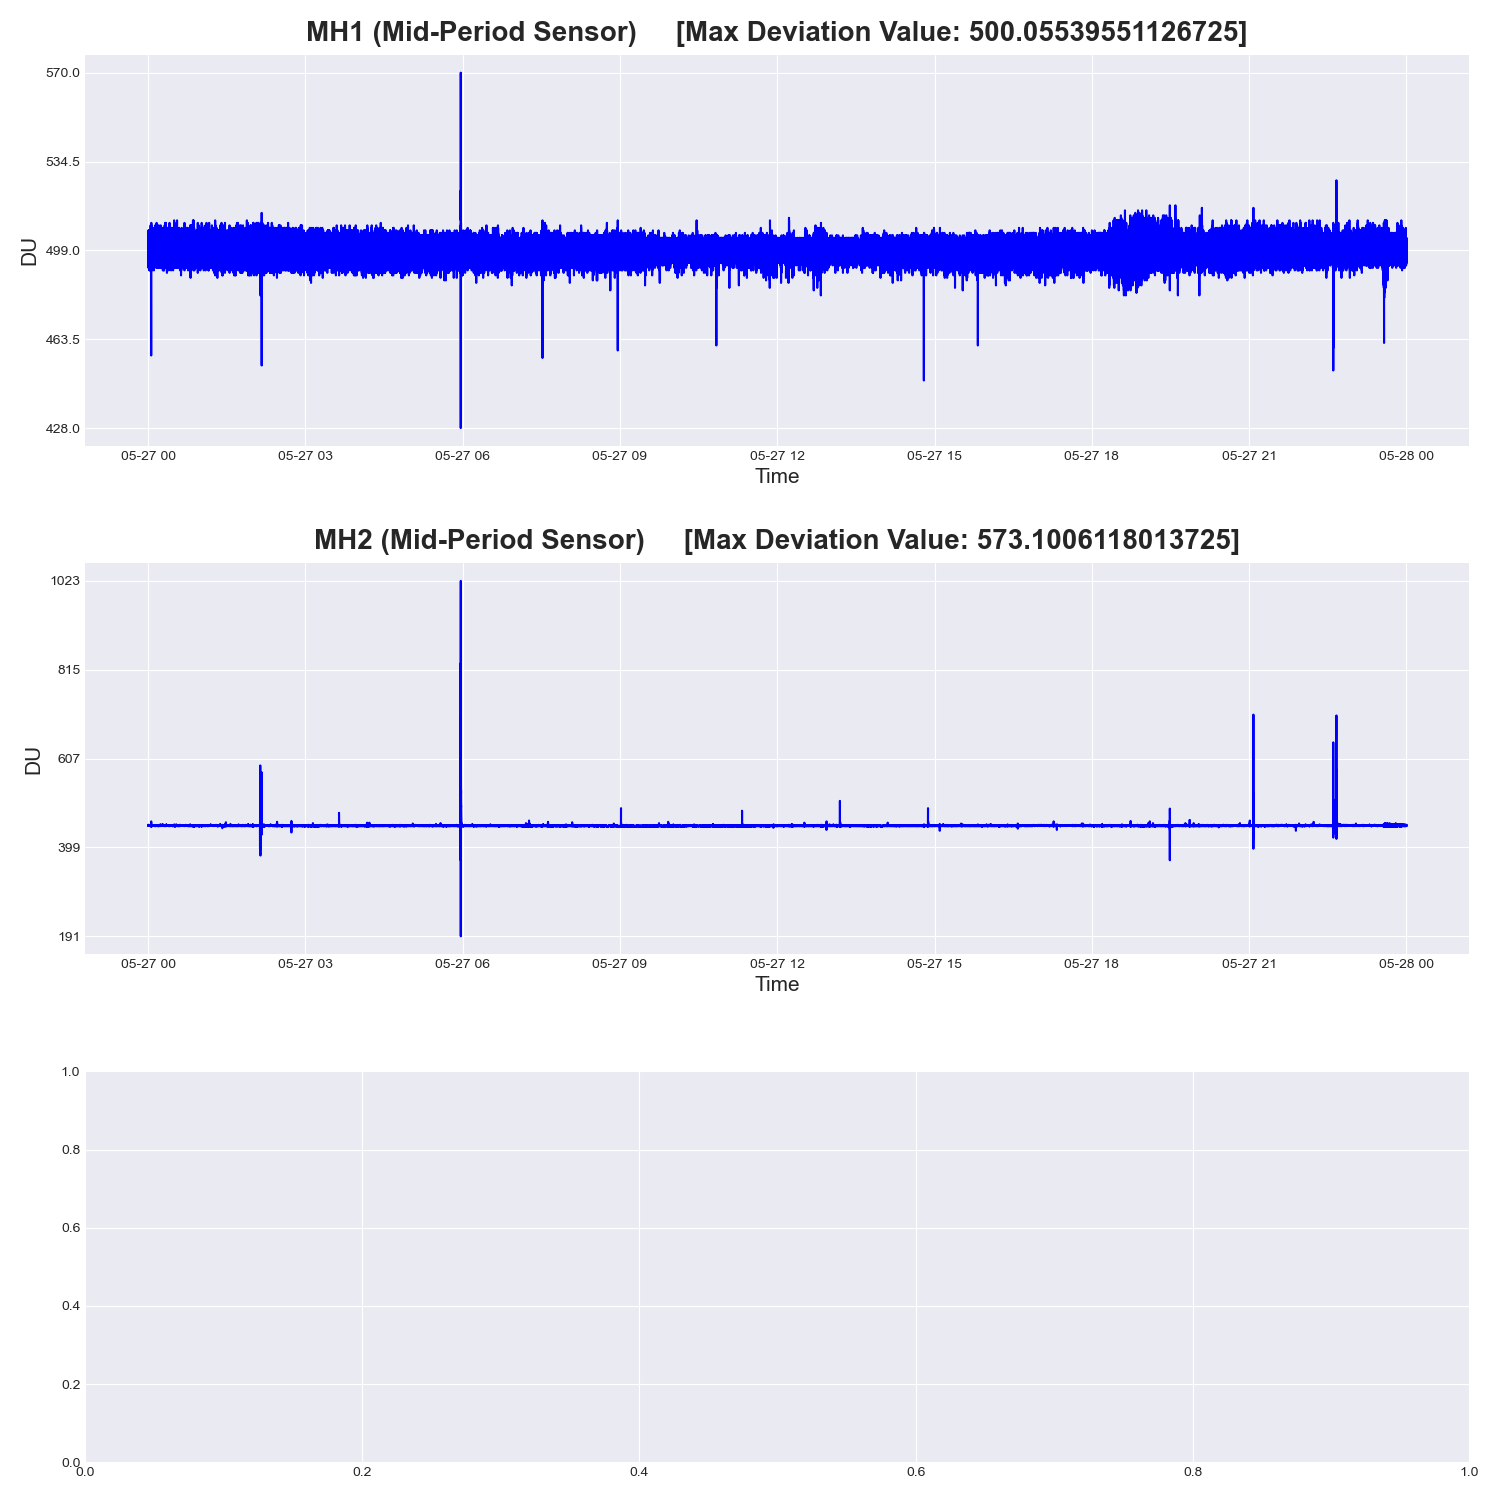 MH1 (Mid-Period Sensor) [Max Deviation Value: 500.05539551126725]
570.0
534.5
499.0
463.5
428.0
DU
05-27 00 05-27 03 05-27 06 05-27 09 05-27 12 05-27 15 05-27 18 05-27 21 05-28 00
Time
MH2 (Mid-Period Sensor) [Max Deviation Value: 573.1006118013725]
1023
815
607
399
191
DU
05-27 00 05-27 03 05-27 06 05-27 09 05-27 12 05-27 15 05-27 18 05-27 21 05-28 00
Time
1.0
0.8
0.6
0.4
0.2
0.0
0.0 0.2 0.4 0.6 0.8 1.0